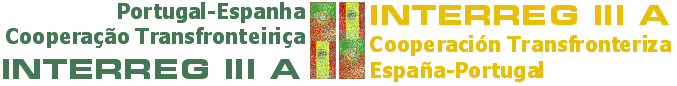 Portugal-Espanha
Cooperação Transfronteiriça
INTERREG III A
INTERREG III A
Cooperación Transfronteriza
España-Portugal